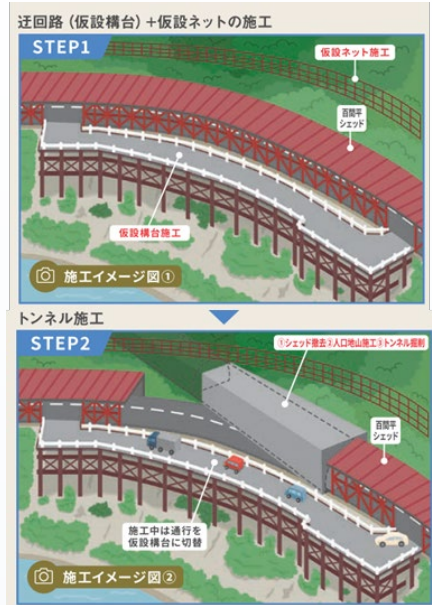 迂回路(仮設構台)+仮設ネットの施工
STEP1
仮設ネット施工
百間平
シェッド
仮設構台施工
施工イメージ図①
トンネル施工
STEP2
①シェッド撤去②人口地山施工③トンネル掘削
百間平
シェッド
施工中は通行を
仮設構台に切替
施工イメージ図②